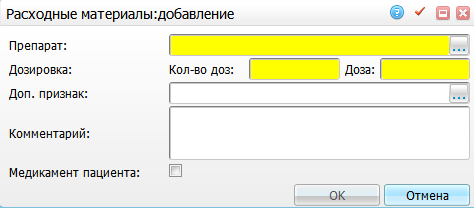 Расходные материалы:добавление
Препарат: ...
Дозировка: Кол-во доз: Доза:
Доп. признак: ...
Комментарий:
Медикамент пациента:
OK Отмена